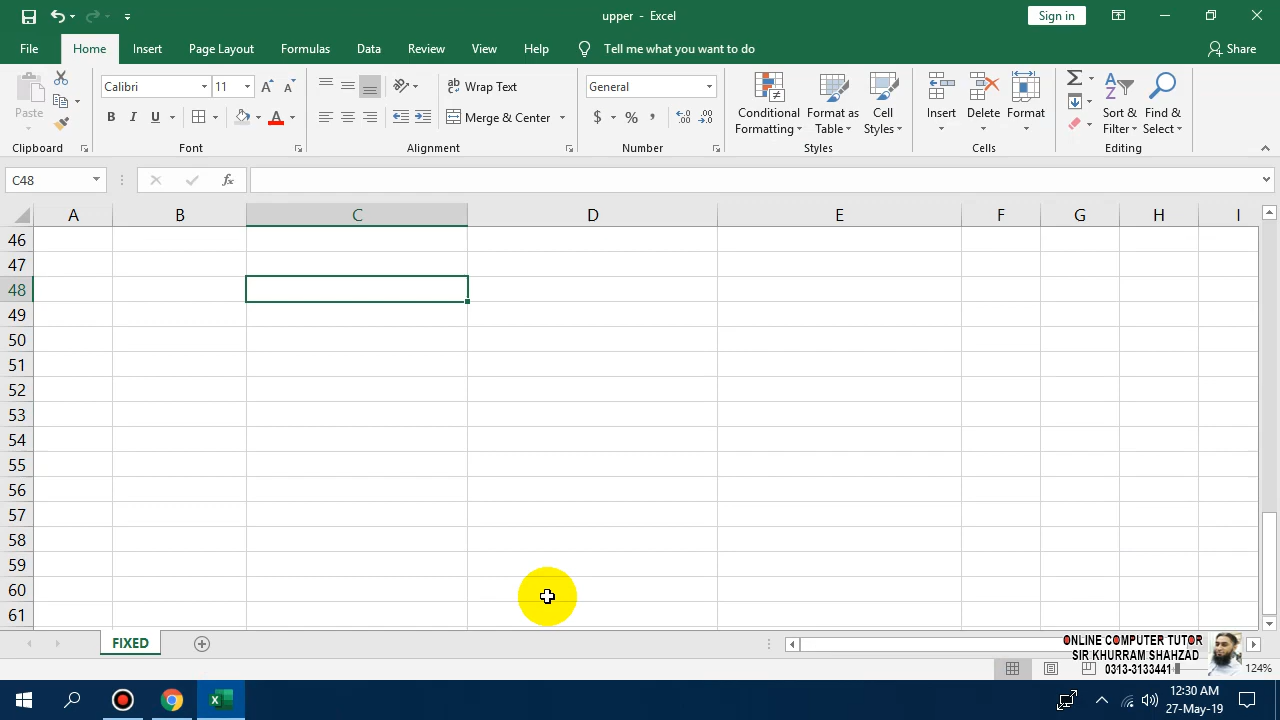 upper - Excel
Sign in
File Home Insert Page Layout Formulas Data Review View Help Tell me what you want to do Share
Calibri 11 Wrap Text General
Paste Conditional Format as Cell Insert Delete Format Sort & Find &
B I U A Merge & Center $ % , Formatting Table Styles Filter Select
Clipboard Font Alignment Number Styles Cells Editing
C48 fx
A B C D E F G H I
46
47
48
49
50
51
52
53
54
55
56
57
58
59
60
61
FIXED
ONLINE COMPUTER TUTOR
SIR KHURRAM SHAHZAD
0313-3133441 124%
12:30 AM
27-May-19